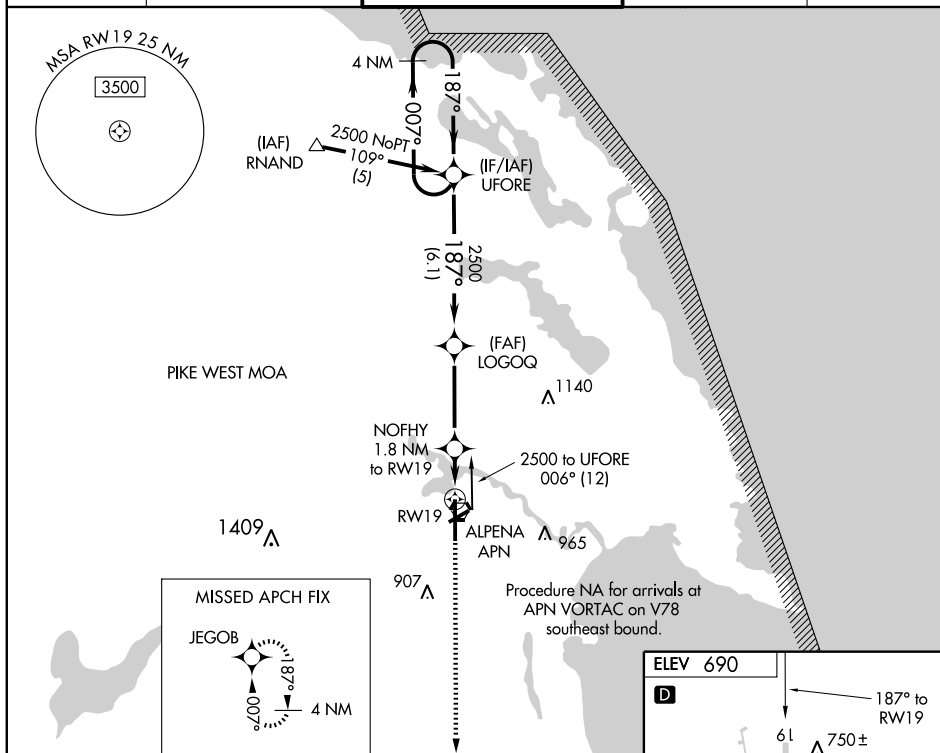 MSA RW19 25 NM
3500
4 NM
007°
187°
(IAF)
RNAND
2500 NoPT
109°
(5)
(IF/IAF)
UFORE
2500
187°
(6.1)
(FAF)
LOGOQ
PIKE WEST MOA
1140
NOFHY
1.8 NM
to RW19
2500 to UFORE
006° (12)
RW19
ALPENA
APN
1409
965
907
Procedure NA for arrivals at
APN VORTAC on V78
southeast bound.
MISSED APCH FIX
JEGOB
187°
007°
4 NM
ELEV 690
D
187° to
RW19
19
750±